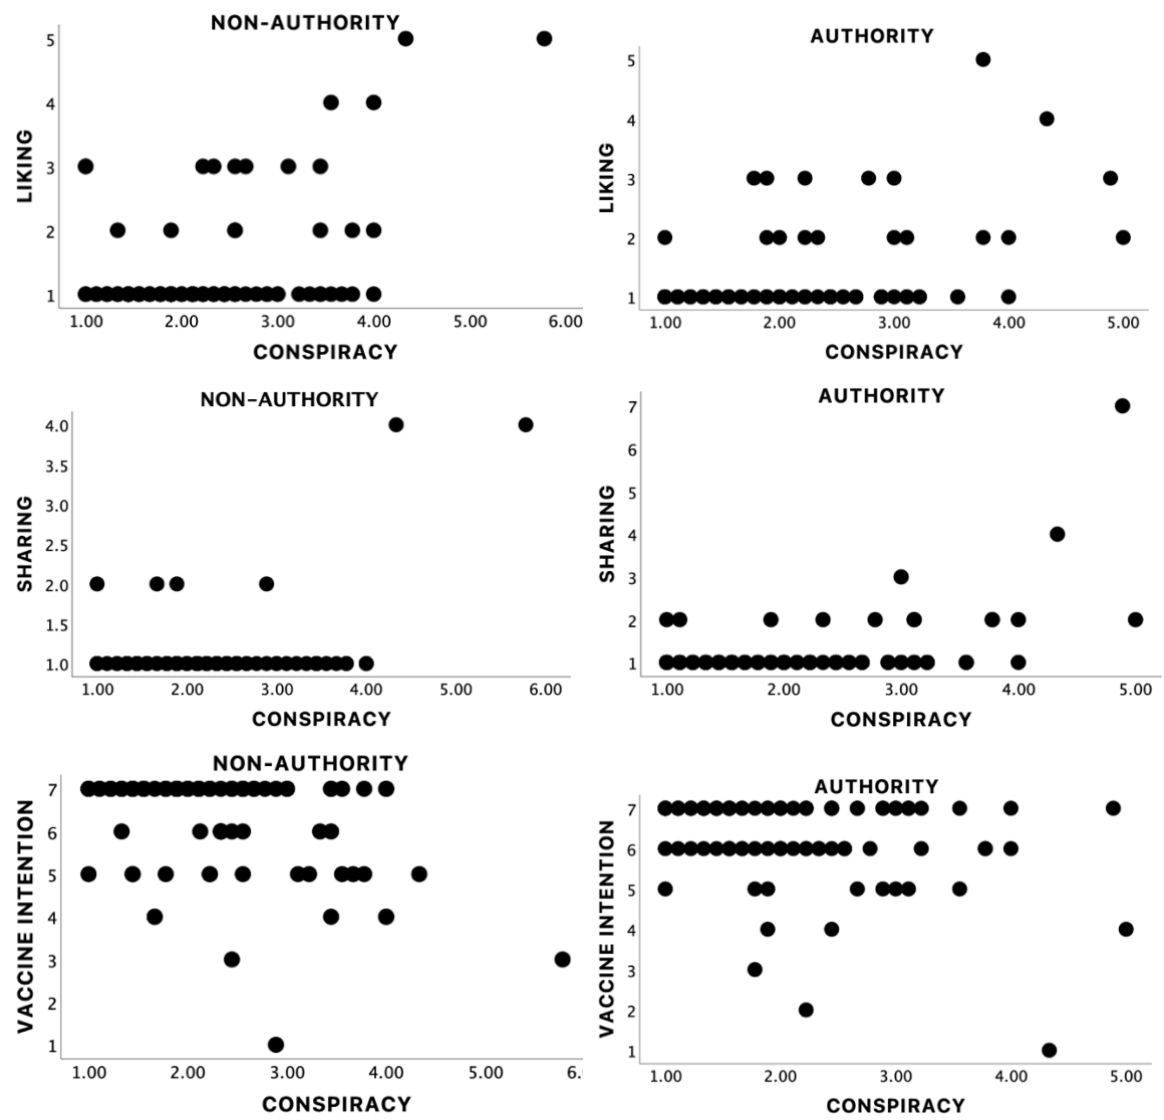 NON-AUTHORITY
5
4
3
2
1
LIKING
1.00 2.00 3.00 4.00 5.00 6.00
CONSPIRACY
AUTHORITY
5
4
3
2
1
LIKING
1.00 2.00 3.00 4.00 5.00
CONSPIRACY
NON-AUTHORITY
4.0
3.5
3.0
2.5
2.0
1.5
1.0
SHARING
1.00 2.00 3.00 4.00 5.00 6.00
CONSPIRACY
AUTHORITY
7
6
5
4
3
2
1
SHARING
1.00 2.00 3.00 4.00 5.00
CONSPIRACY
NON-AUTHORITY
7
6
5
4
3
2
1
VACCINE INTENTION
1.00 2.00 3.00 4.00 5.00 6.
CONSPIRACY
AUTHORITY
7
6
5
4
3
2
1
VACCINE INTENTION
1.00 2.00 3.00 4.00 5.00
CONSPIRACY